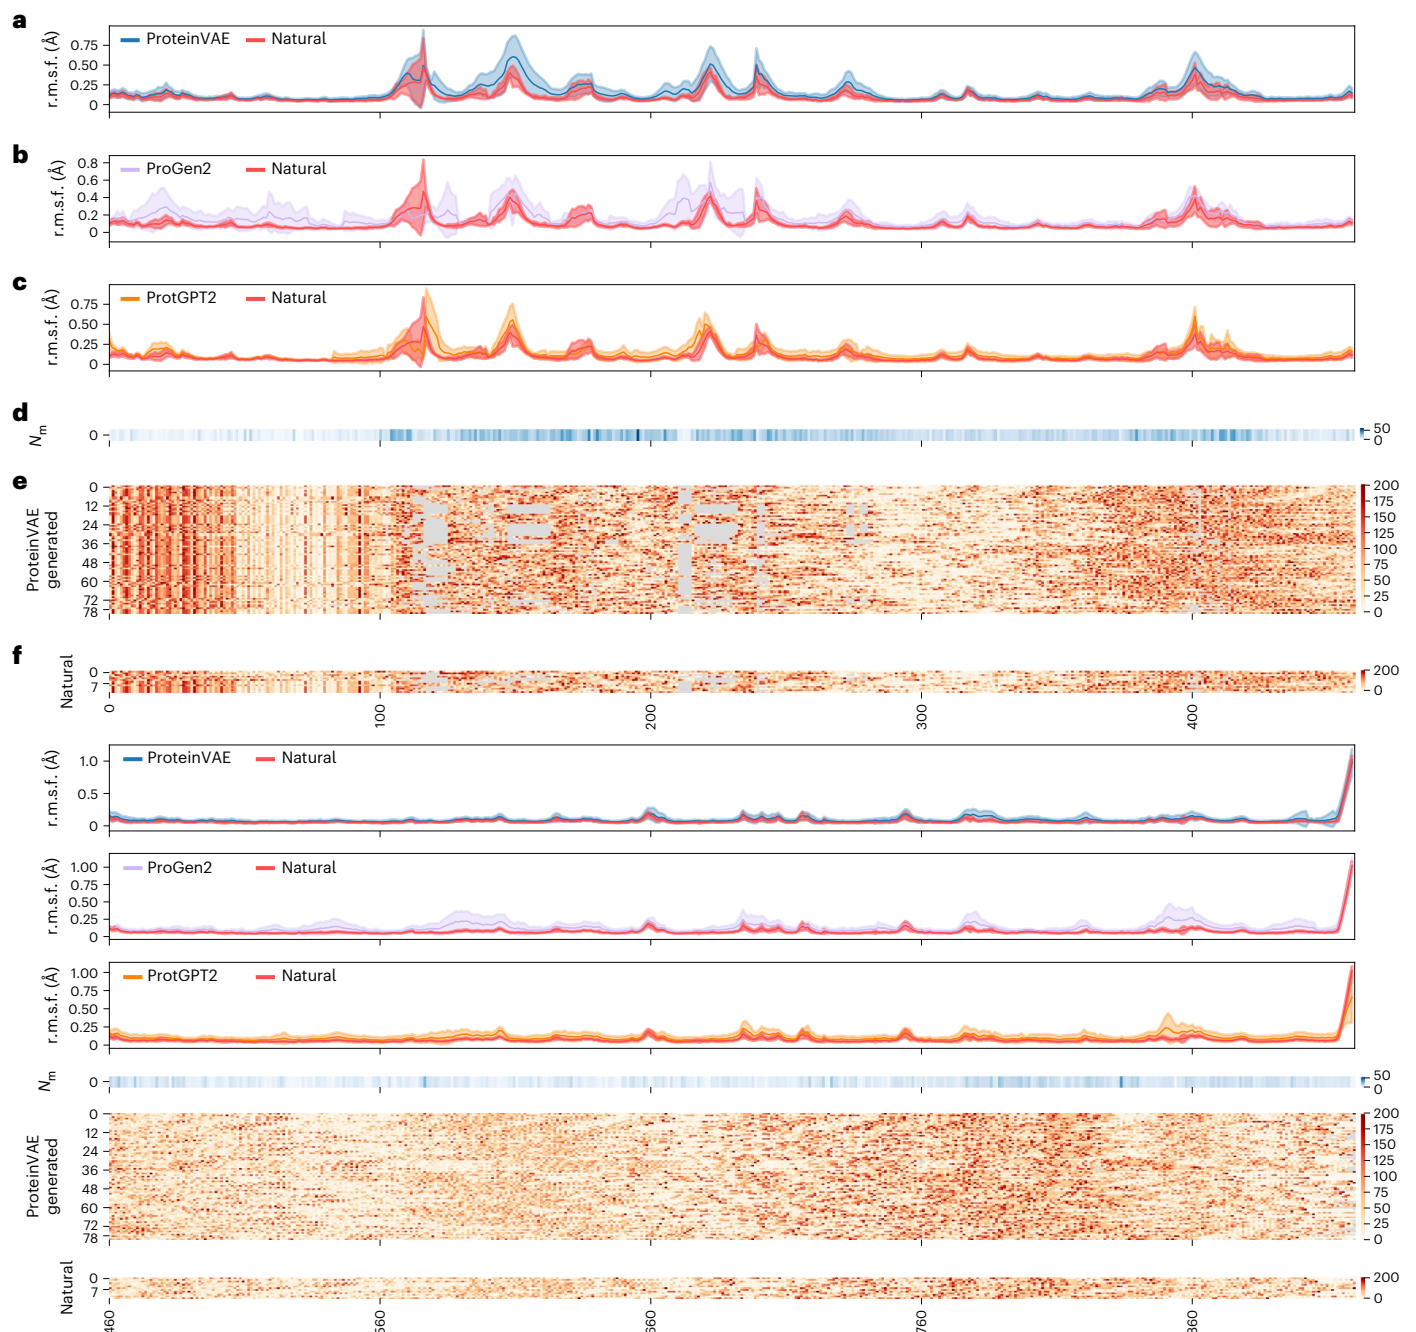 a
r.m.s.f. (Å)
0.75
0.50
0.25
0
ProteinVAE Natural
b
r.m.s.f. (Å)
0.8
0.6
0.4
0.2
0
ProGen2 Natural
c
r.m.s.f. (Å)
0.75
0.50
0.25
0
ProtGPT2 Natural
d
Nm
0
50
0
e
ProteinVAE
generated
0
12
24
36
48
60
72
78
200
175
150
125
100
75
50
25
0
f
Natural
0
7
200
0
0 100 200 300 400
r.m.s.f. (Å)
1.0
0.5
0
ProteinVAE Natural
r.m.s.f. (Å)
1.00
0.75
0.50
0.25
0
ProGen2 Natural
r.m.s.f. (Å)
1.00
0.75
0.50
0.25
0
ProtGPT2 Natural
Nm
0
50
0
ProteinVAE
generated
0
12
24
36
48
60
72
78
200
175
150
125
100
75
50
25
0
Natural
0
7
200
0
460 560 660 760 860